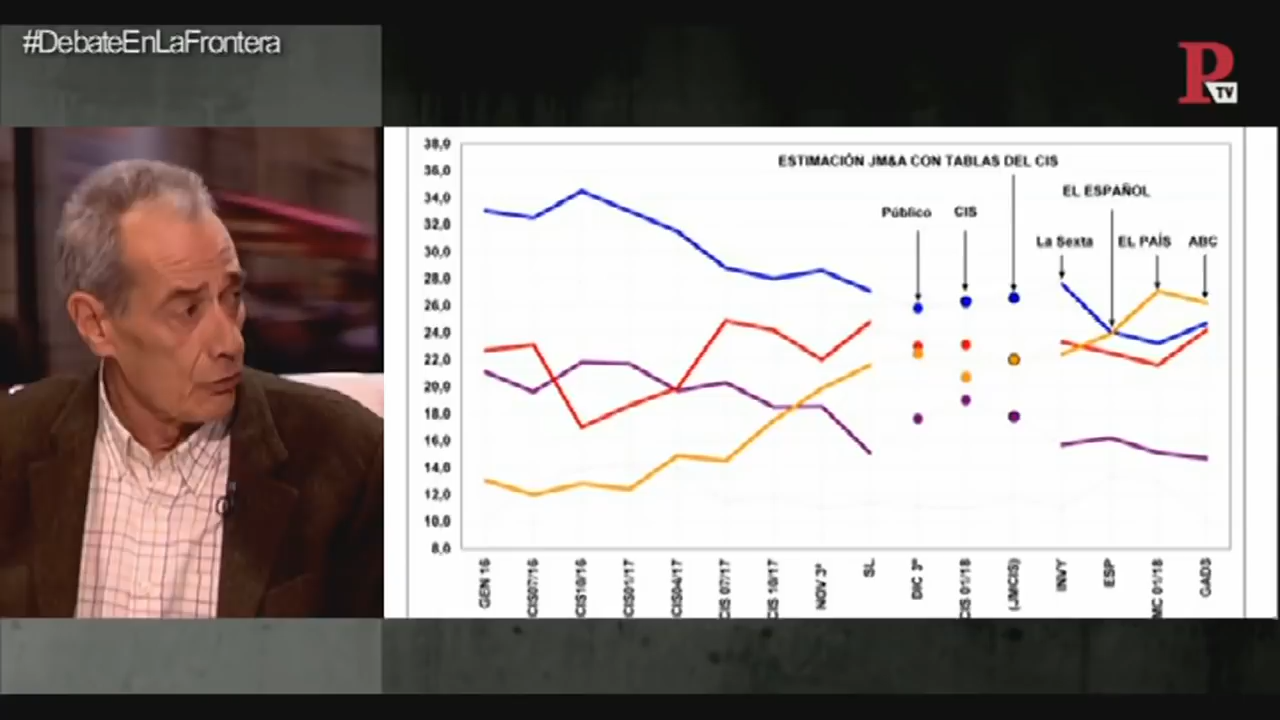 #DebateEnLaFrontera
P
TV
38,0
36,0
34,0
32,0
30,0
28,0
26,0
24,0
22,0
20,0
18,0
16,0
14,0
12,0
10,0
8,0
ESTIMACIÓN JM&A CON TABLAS DEL CIS
EL ESPAÑOL
Público
CIS
La Sexta
EL PAÍS
ABC
GEN 16
CIS07/16
CIS10/16
CIS01/17
CIS04/17
CIS 07/17
CIS 10/17
NOV 3ª
SL
DIC 3ª
CIS 01/18
(JMCIS)
INVY
ESP
MC 01/18
GAD3